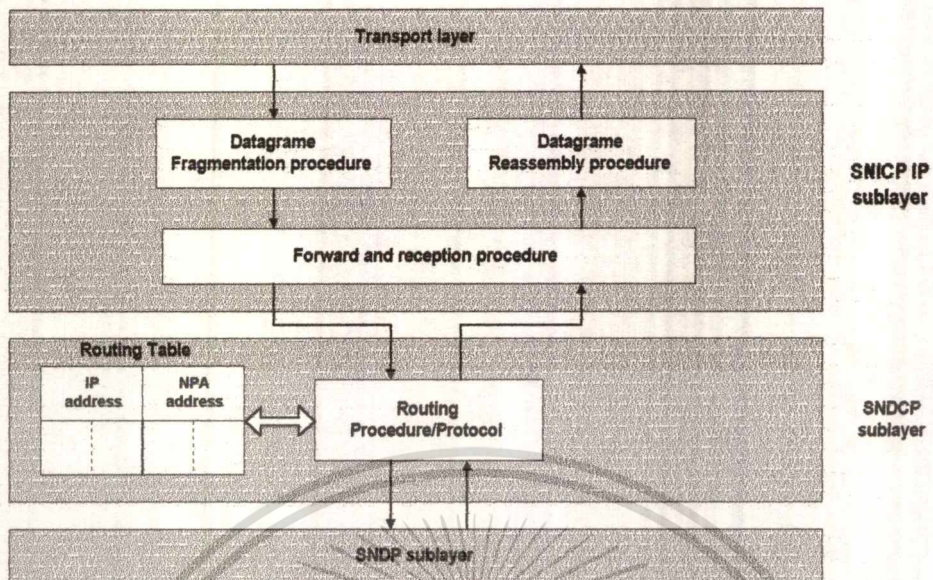 Transport layer
Datagrame
Fragmentation procedure
Datagrame
Reassembly procedure
SNICP IP
sublayer
Forward and reception procedure
Routing Table
IP
address
NPA
address
Routing
Procedure/Protocol
SNDCP
sublayer
SNDP sublayer